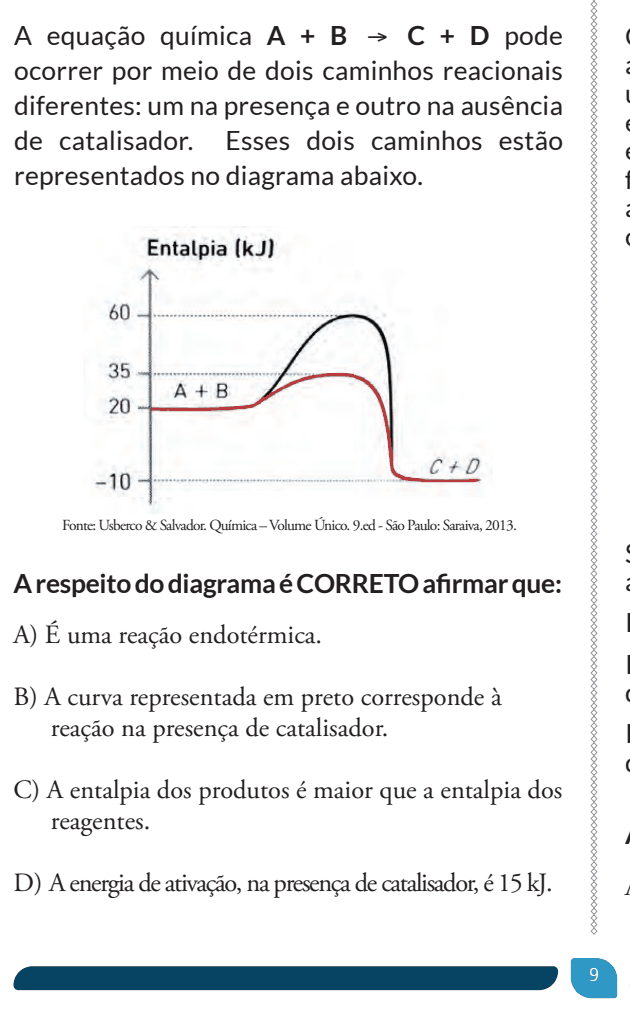 A equação química A + B → C + D pode
ocorrer por meio de dois caminhos reacionais
diferentes: um na presença e outro na ausência
de catalisador. Esses dois caminhos estão
representados no diagrama abaixo.
Entalpia (kJ)
60
35
A + B
20
C + D
–10
Fonte: Usberco & Salvador. Química – Volume Único. 9.ed - São Paulo: Saraiva, 2013.
A respeito do diagrama é CORRETO afirmar que:
A) É uma reação endotérmica.
B) A curva representada em preto corresponde à
reação na presença de catalisador.
C) A entalpia dos produtos é maior que a entalpia dos
reagentes.
D) A energia de ativação, na presença de catalisador, é 15 kJ.
9